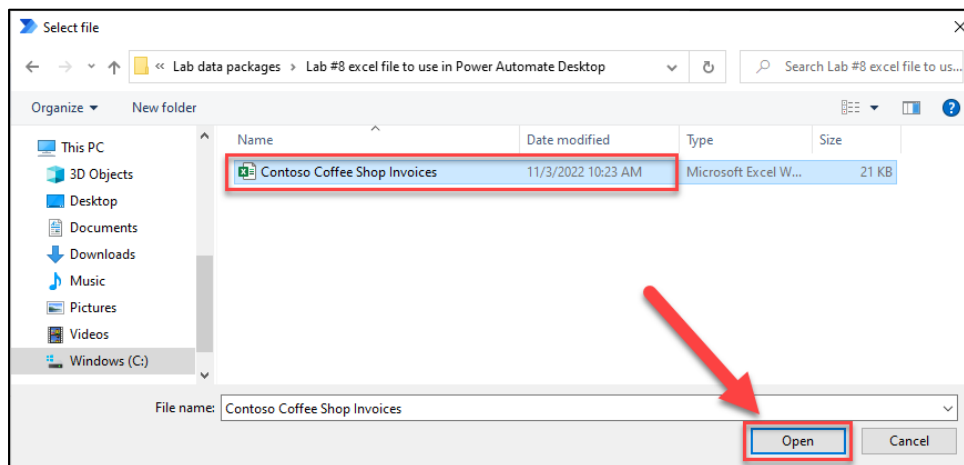 Select file
« Lab data packages > Lab #8 excel file to use in Power Automate Desktop
Search Lab #8 excel file to us...
Organize
New folder
Name
Date modified
Type
Size
This PC
3D Objects
Desktop
Documents
Downloads
Music
Pictures
Videos
Windows (C:)
Contoso Coffee Shop Invoices 11/3/2022 10:23 AM Microsoft Excel W... 21 KB
File name: Contoso Coffee Shop Invoices
Open
Cancel